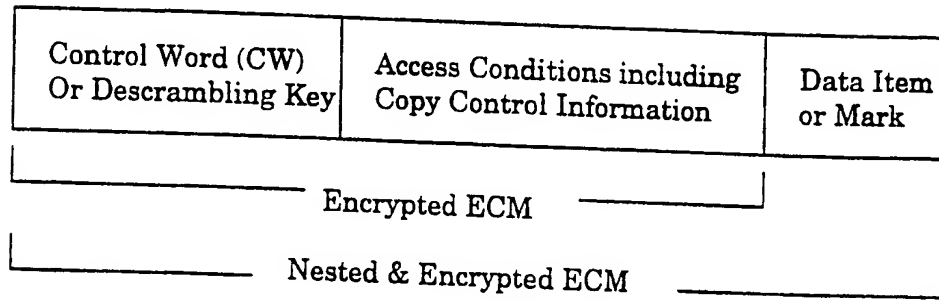 Control Word (CW)
Or Descrambling Key
Access Conditions including
Copy Control Information
Data Item
or Mark
Encrypted ECM
Nested & Encrypted ECM